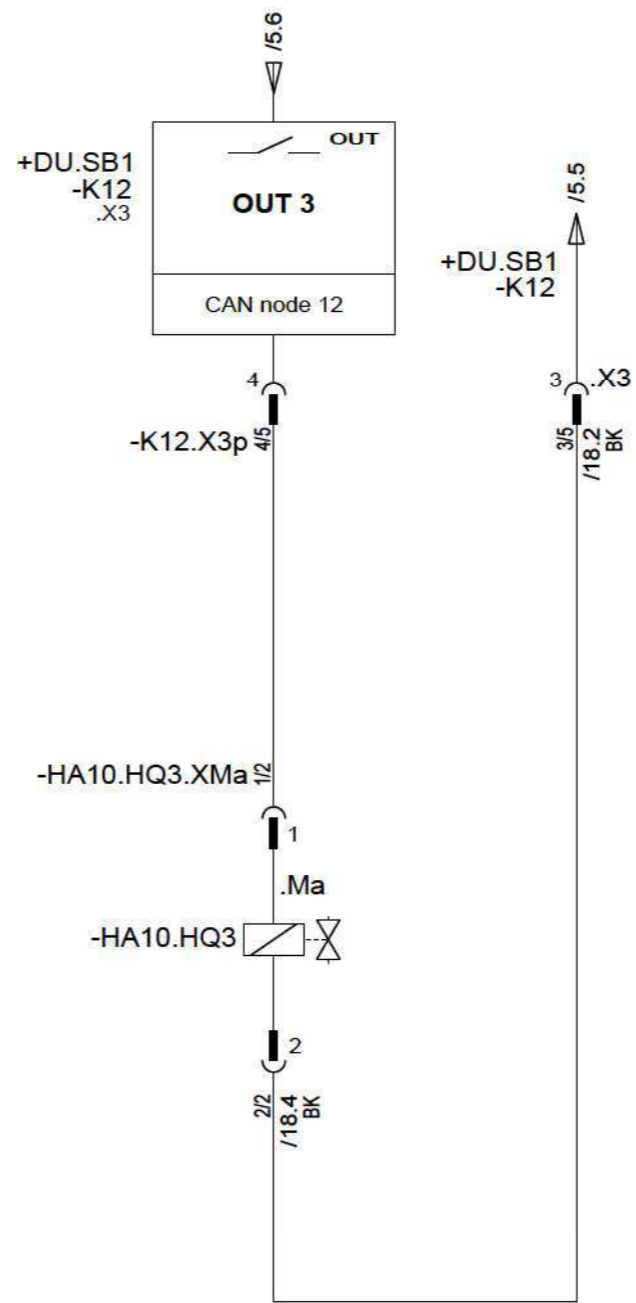 /5.6
+DU.SB1
-K12
.X3
OUT
OUT 3
CAN node 12
/5.5
+DU.SB1
-K12
4
-K12.X3p 4/5
3 .X3
3/5
/18.2
BK
-HA10.HQ3.XMa 1/2
1
.Ma
-HA10.HQ3
2
2/2
/18.4
BK